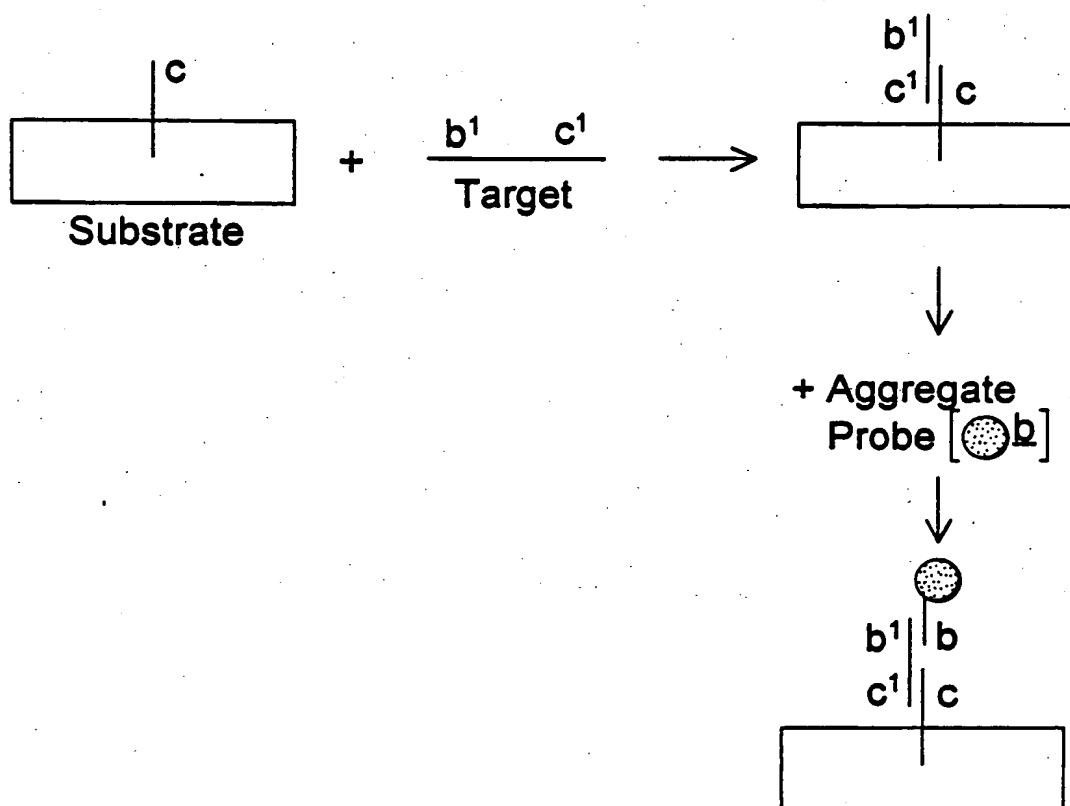 c
+
b¹ c¹
Target
Substrate
b¹
c¹ c
+ Aggregate
Probe [ b]
b¹ b
c¹ c